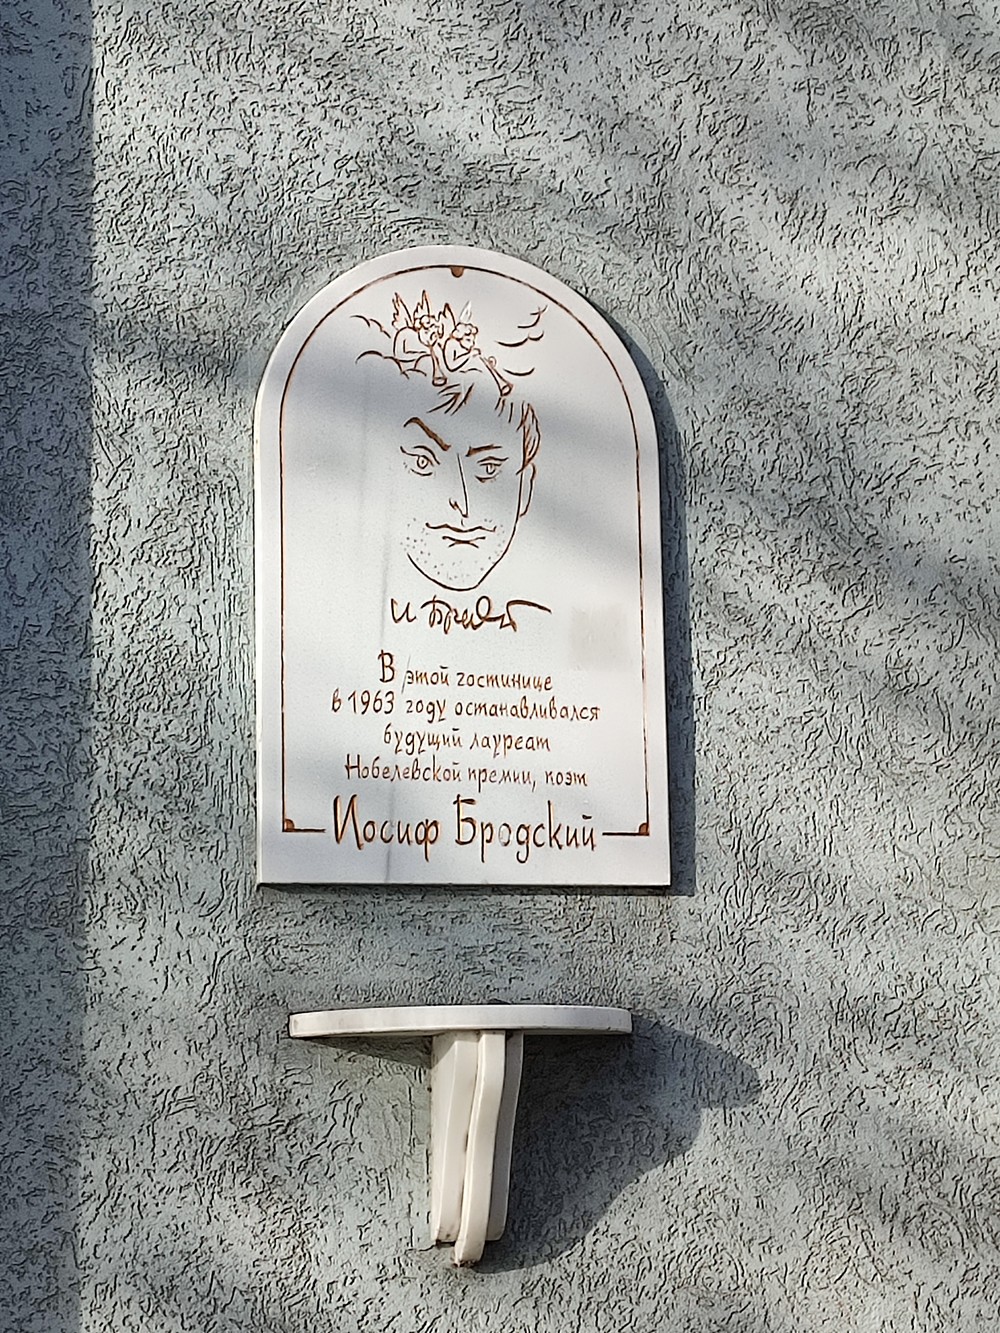 В этой гостинице
в 1963 году останавливался
будущий лауреат
Нобелевской премии, поэт
Иосиф Бродский